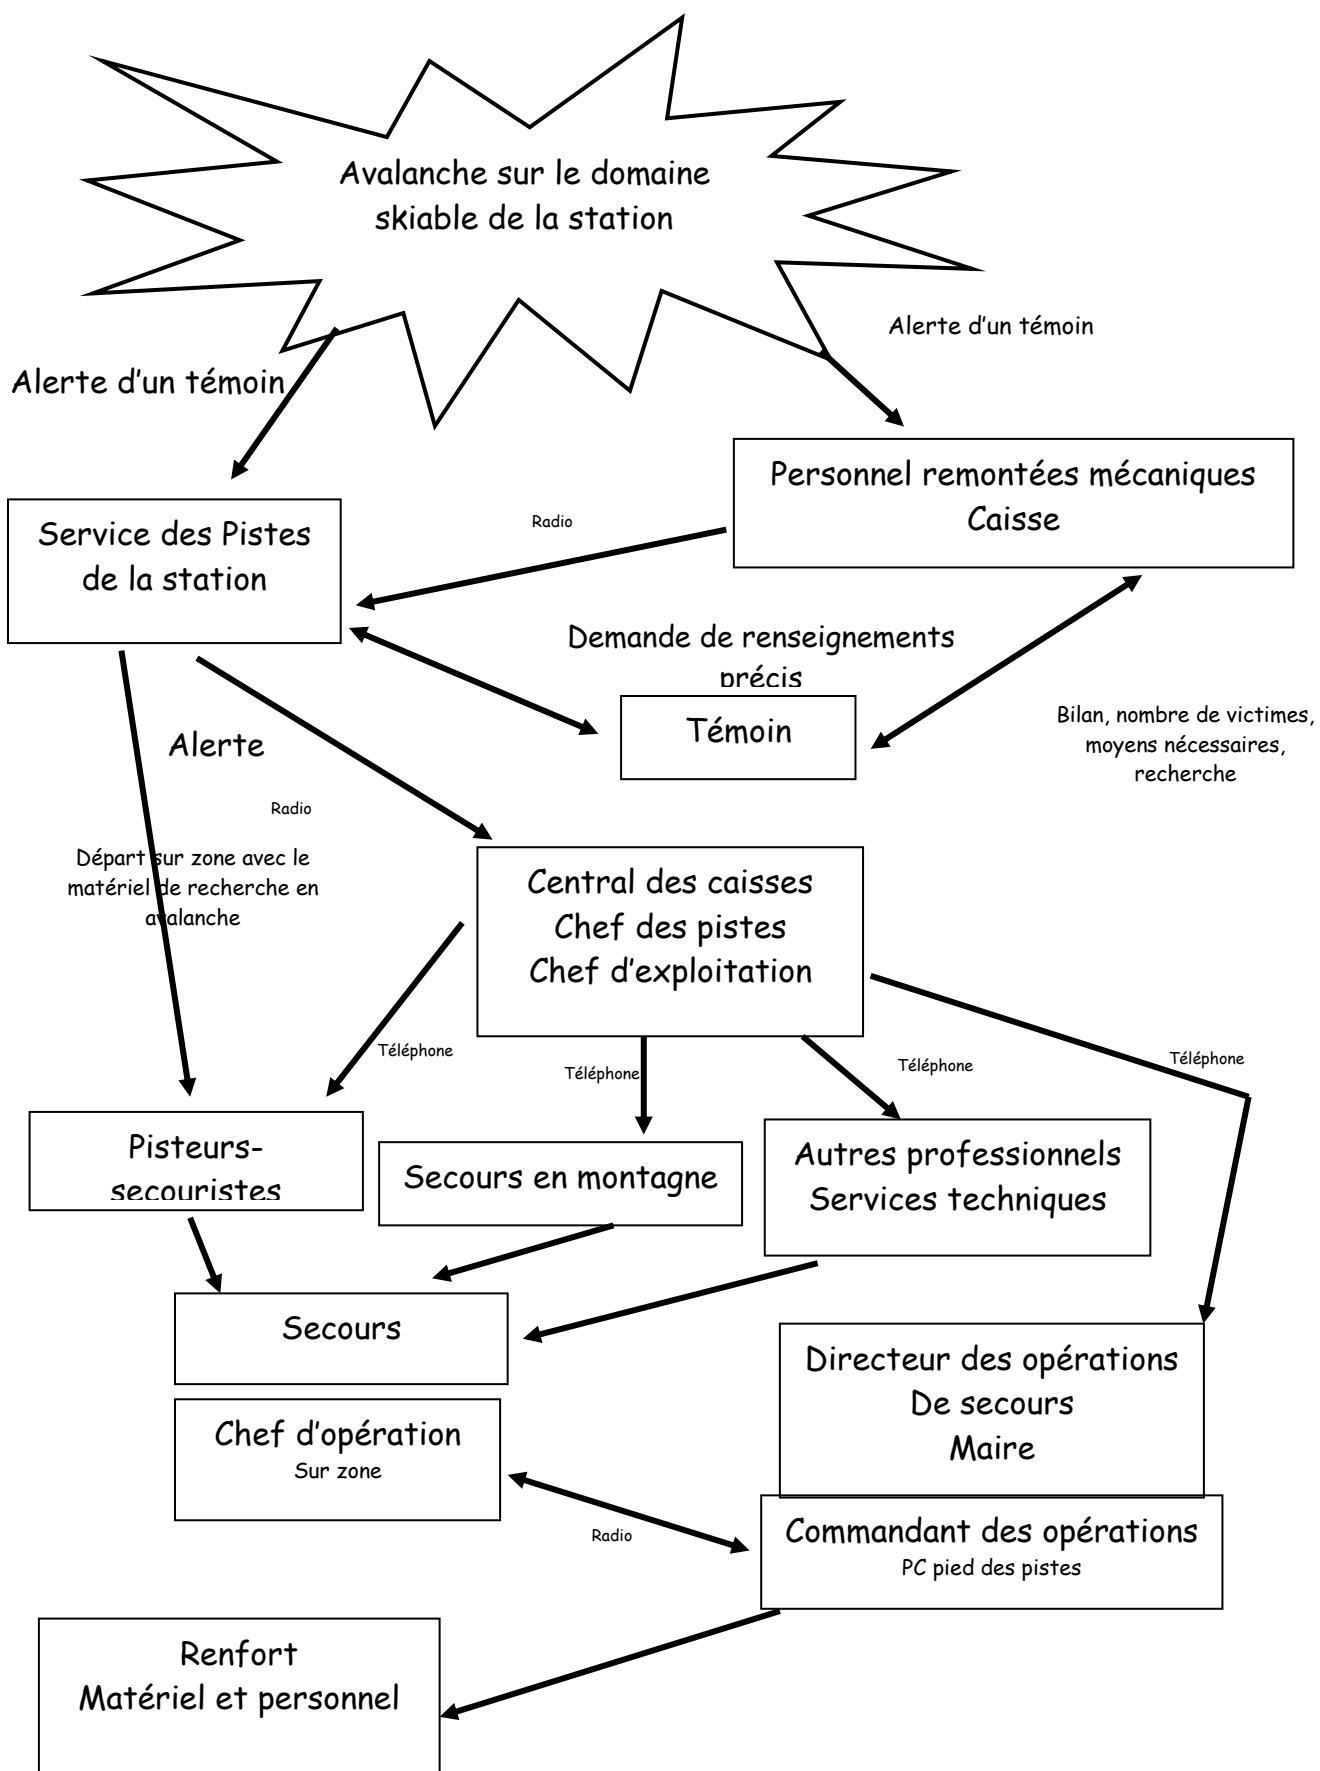 Avalanche sur le domaine
skiable de la station
Alerte d'un témoin
Alerte d'un témoin
Personnel remontées mécaniques
Caisse
Service des Pistes
de la station
Radio
Demande de renseignements
précis
Témoin
Bilan, nombre de victimes,
moyens nécessaires,
recherche
Alerte
Radio
Départ sur zone avec le
matériel de recherche en
avalanche
Central des caisses
Chef des pistes
Chef d'exploitation
Téléphone
Téléphone
Téléphone
Téléphone
Pisteurs-
secouristes
Secours en montagne
Autres professionnels
Services techniques
Secours
Directeur des opérations
De secours
Maire
Chef d'opération
Sur zone
Radio
Commandant des opérations
PC pied des pistes
Renfort
Matériel et personnel